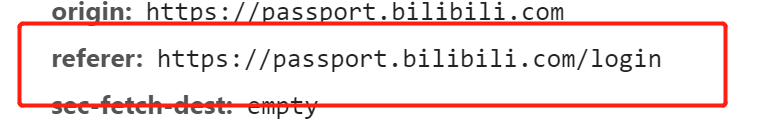 origin: https://passport.bilibili.com
referer: https://passport.bilibili.com/login
sec-fetch-dest: empty